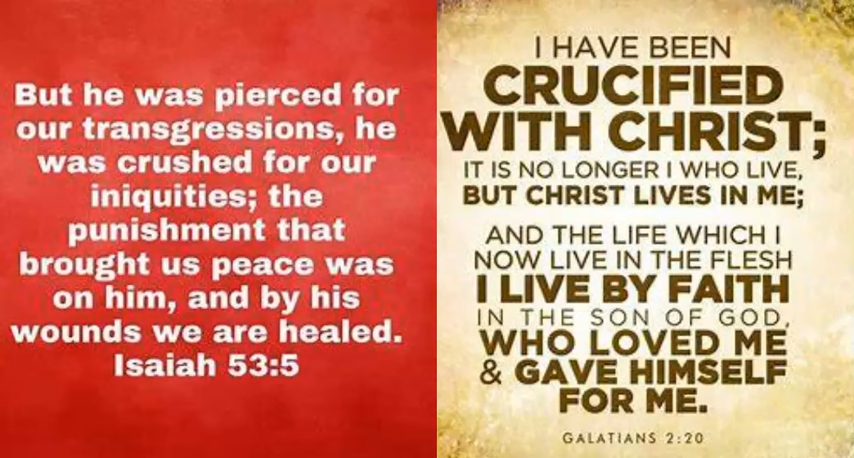 But he was pierced for
our transgressions, he
was crushed for our
iniquities; the
punishment that
brought us peace was
on him, and by his
wounds we are healed.
Isaiah 53:5
I HAVE BEEN
CRUCIFIED
WITH CHRIST;
IT IS NO LONGER I WHO LIVE,
BUT CHRIST LIVES IN ME;
AND THE LIFE WHICH I
NOW LIVE IN THE FLESH
I LIVE BY FAITH
IN THE SON OF GOD,
WHO LOVED ME
& GAVE HIMSELF
FOR ME.
GALATIANS 2:20